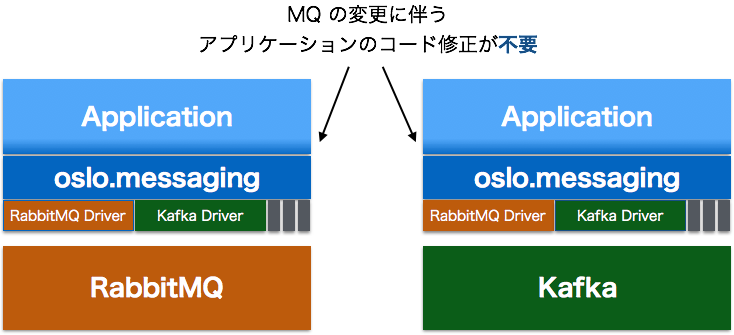 MQ の変更に伴う
アプリケーションのコード修正が不要
Application
oslo.messaging
RabbitMQ Driver
Kafka Driver
RabbitMQ
Application
oslo.messaging
RabbitMQ Driver
Kafka Driver
Kafka